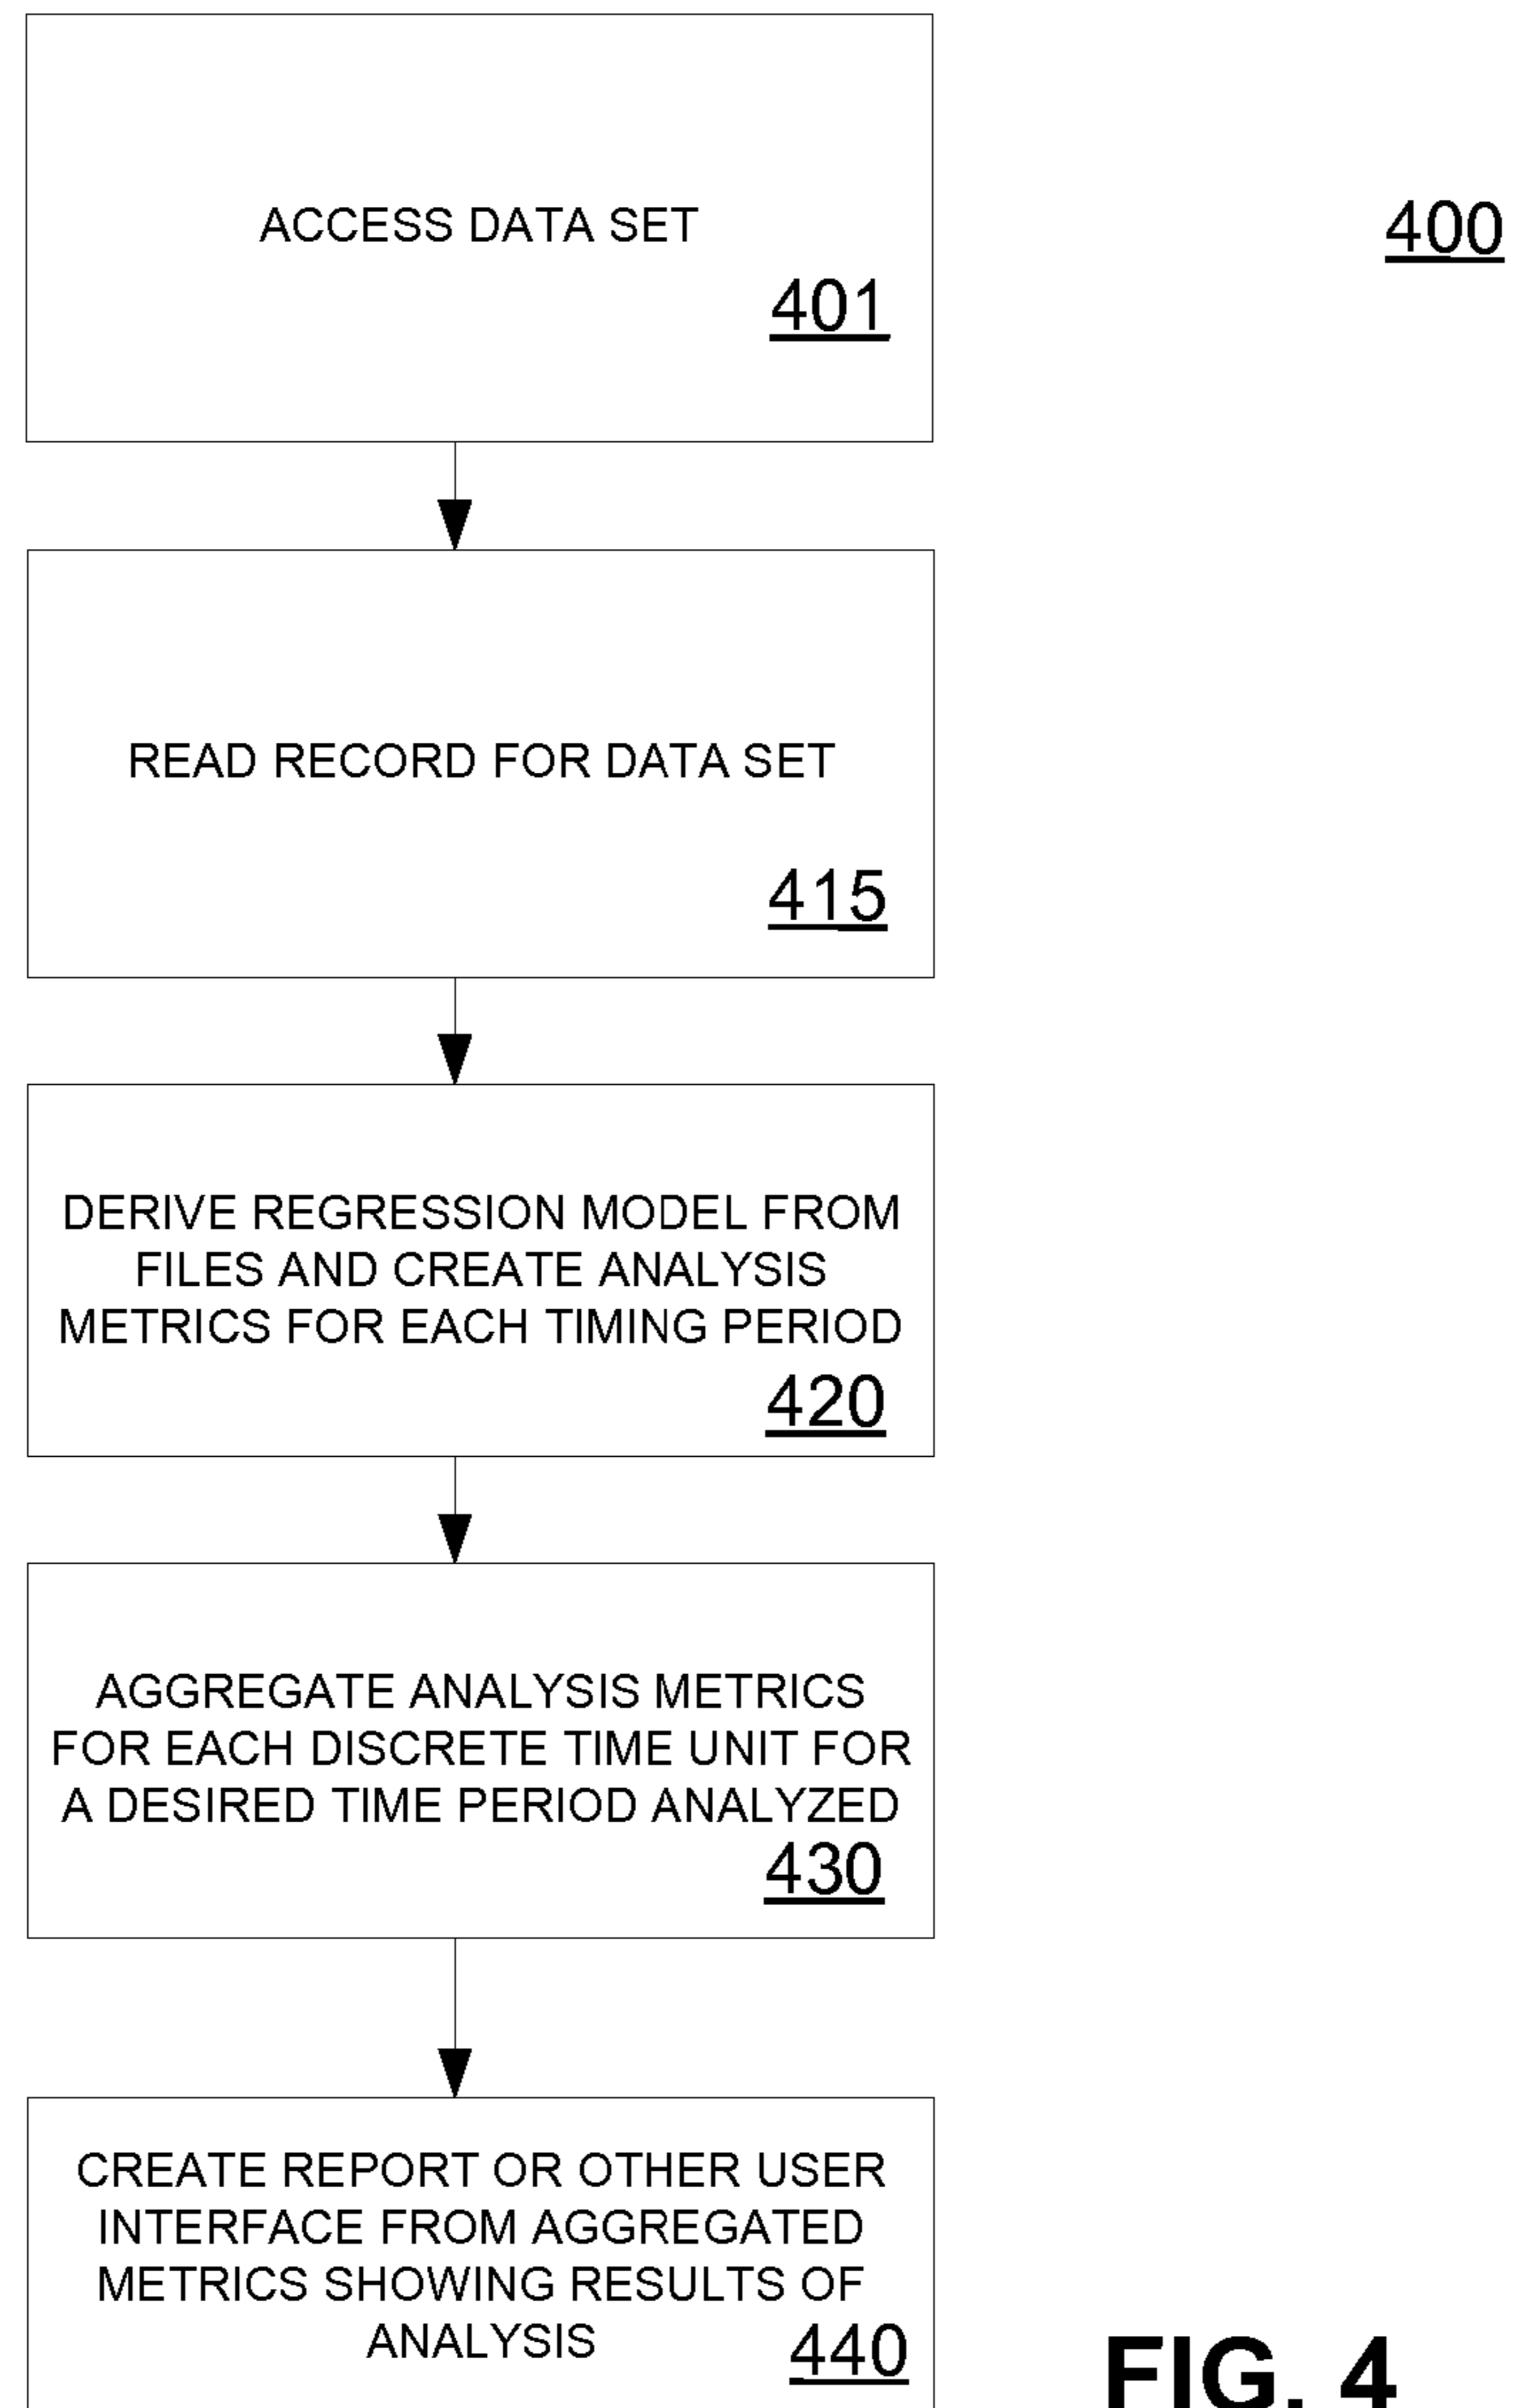 ACCESS DATA SET
400
401
READ RECORD FOR DATA SET
415
DERIVE REGRESSION MODEL FROM
FILES AND CREATE ANALYSIS
METRICS FOR EACH TIMING PERIOD
420
AGGREGATE ANALYSIS METRICS
FOR EACH DISCRETE TIME UNIT FOR
A DESIRED TIME PERIOD ANALYZED
430
CREATE REPORT OR OTHER USER
INTERFACE FROM AGGREGATED
METRICS SHOWING RESULTS OF
ANALYSIS
440
FIG. 4